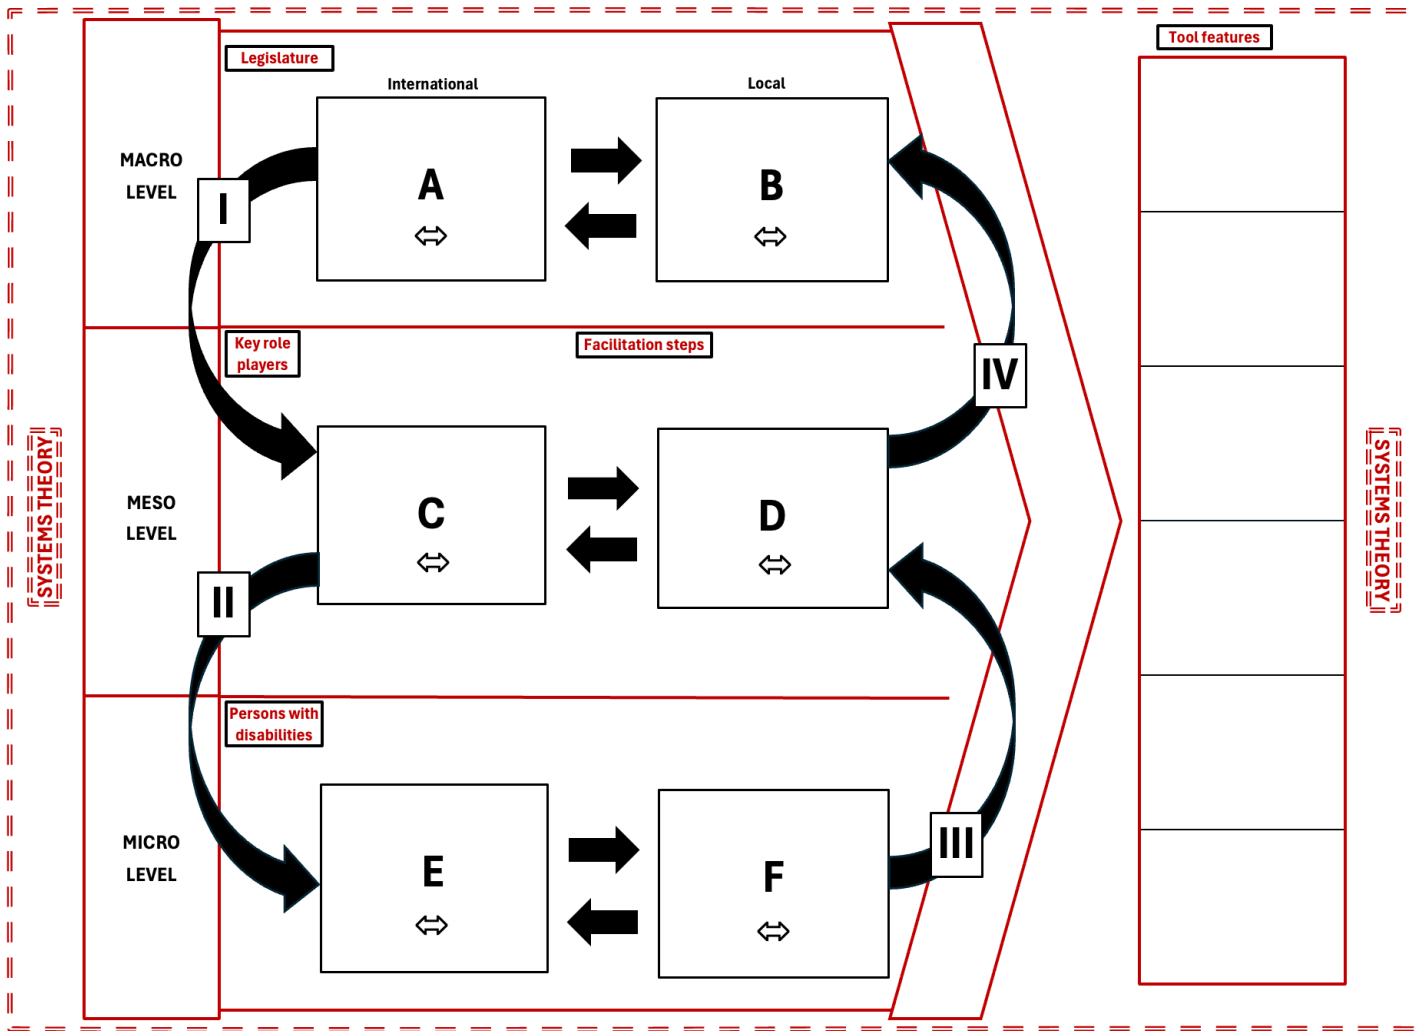 Legislature
Tool features
International
Local
MACRO
LEVEL
A
B
I
Key role
players
Facilitation steps
IV
SYSTEMS THEORY
MESO
LEVEL
C
D
SYSTEMS THEORY
II
Persons with
disabilities
MICRO
LEVEL
E
F
III